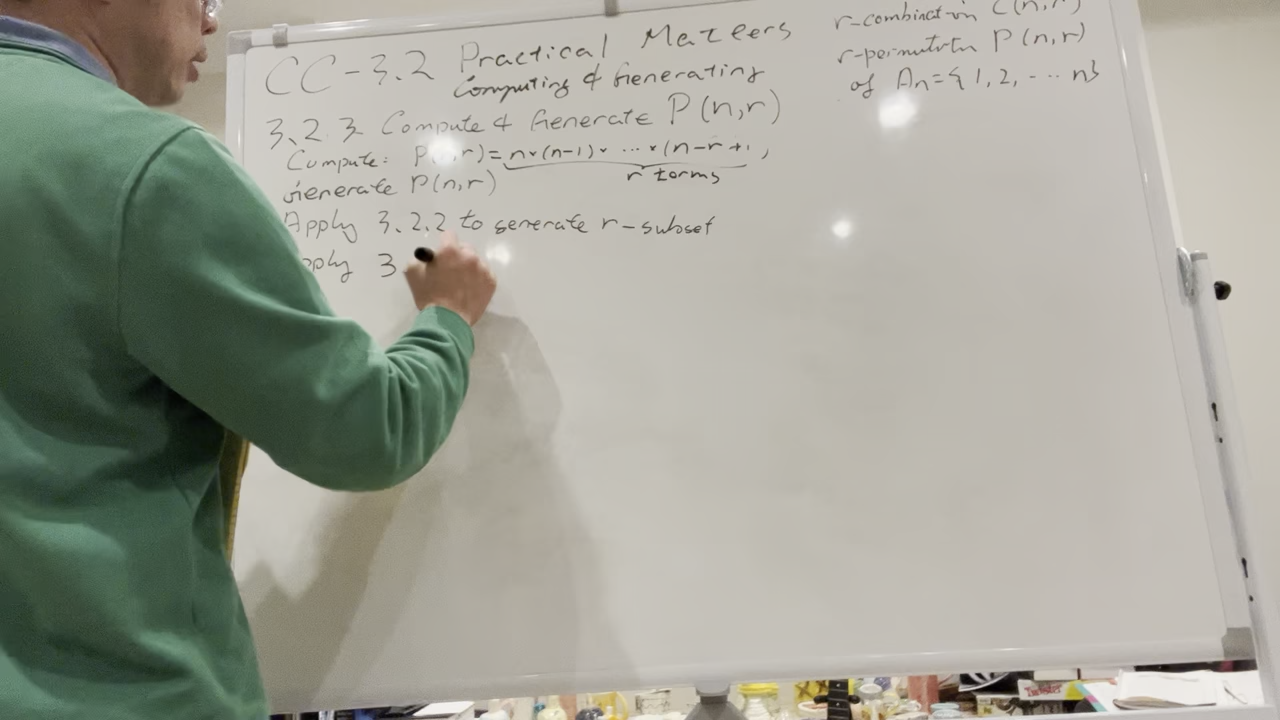 CC-3.2 Practical Matters
Computing & Generating
3.2.3 Compute & Generate P(n,r)
Compute: P(n,r)=n×(n-1)× ... ×(n-r+1)
r terms
Generate P(n,r)
Apply 3.2.2 to generate r-subset
Apply 3
r-combination C(n,r)
r-permutatn P(n,r)
of An={1,2, ... n}